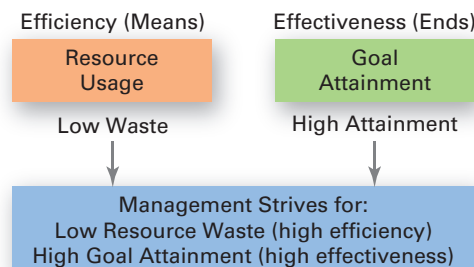 Efficiency (Means)
Effectiveness (Ends)
Resource
Usage
Goal
Attainment
Low Waste
High Attainment
Management Strives for:
Low Resource Waste (high efficiency)
High Goal Attainment (high effectiveness)